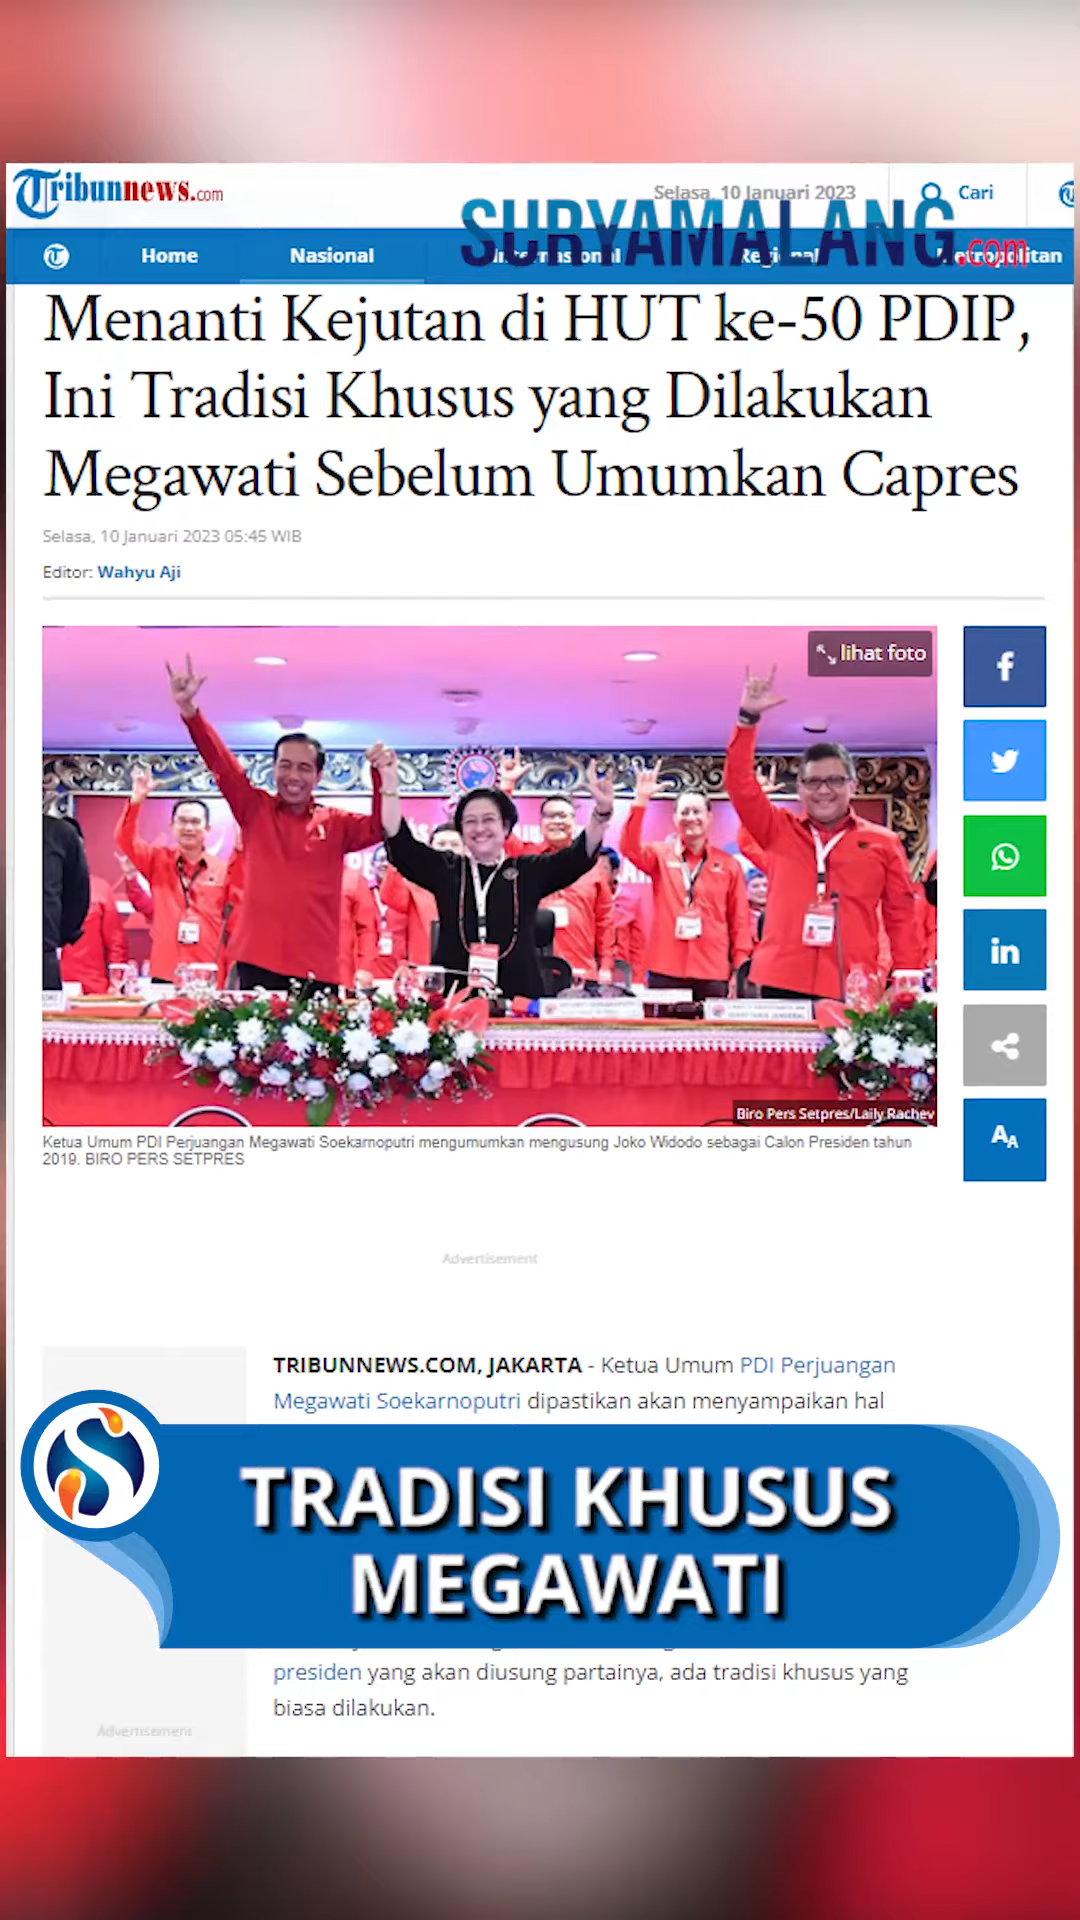 Tribunnews.com
Selasa, 10 Januari 2023
Cari
SURYAMALANG.com
Home
Nasional
Internasional
Regional
Metropolitan
Menanti Kejutan di HUT ke-50 PDIP,
Ini Tradisi Khusus yang Dilakukan
Megawati Sebelum Umumkan Capres
Selasa, 10 Januari 2023 05:45 WIB
Editor: Wahyu Aji
lihat foto
Biro Pers Setpres/Laily Rachev
Ketua Umum PDI Perjuangan Megawati Soekarnoputri mengumumkan mengusung Joko Widodo sebagai Calon Presiden tahun
2019. BIRO PERS SETPRES
Advertisement
TRIBUNNEWS.COM, JAKARTA - Ketua Umum PDI Perjuangan
Megawati Soekarnoputri dipastikan akan menyampaikan hal
TRADISI KHUSUS
MEGAWATI
presiden yang akan diusung partainya, ada tradisi khusus yang
biasa dilakukan.
Advertisement